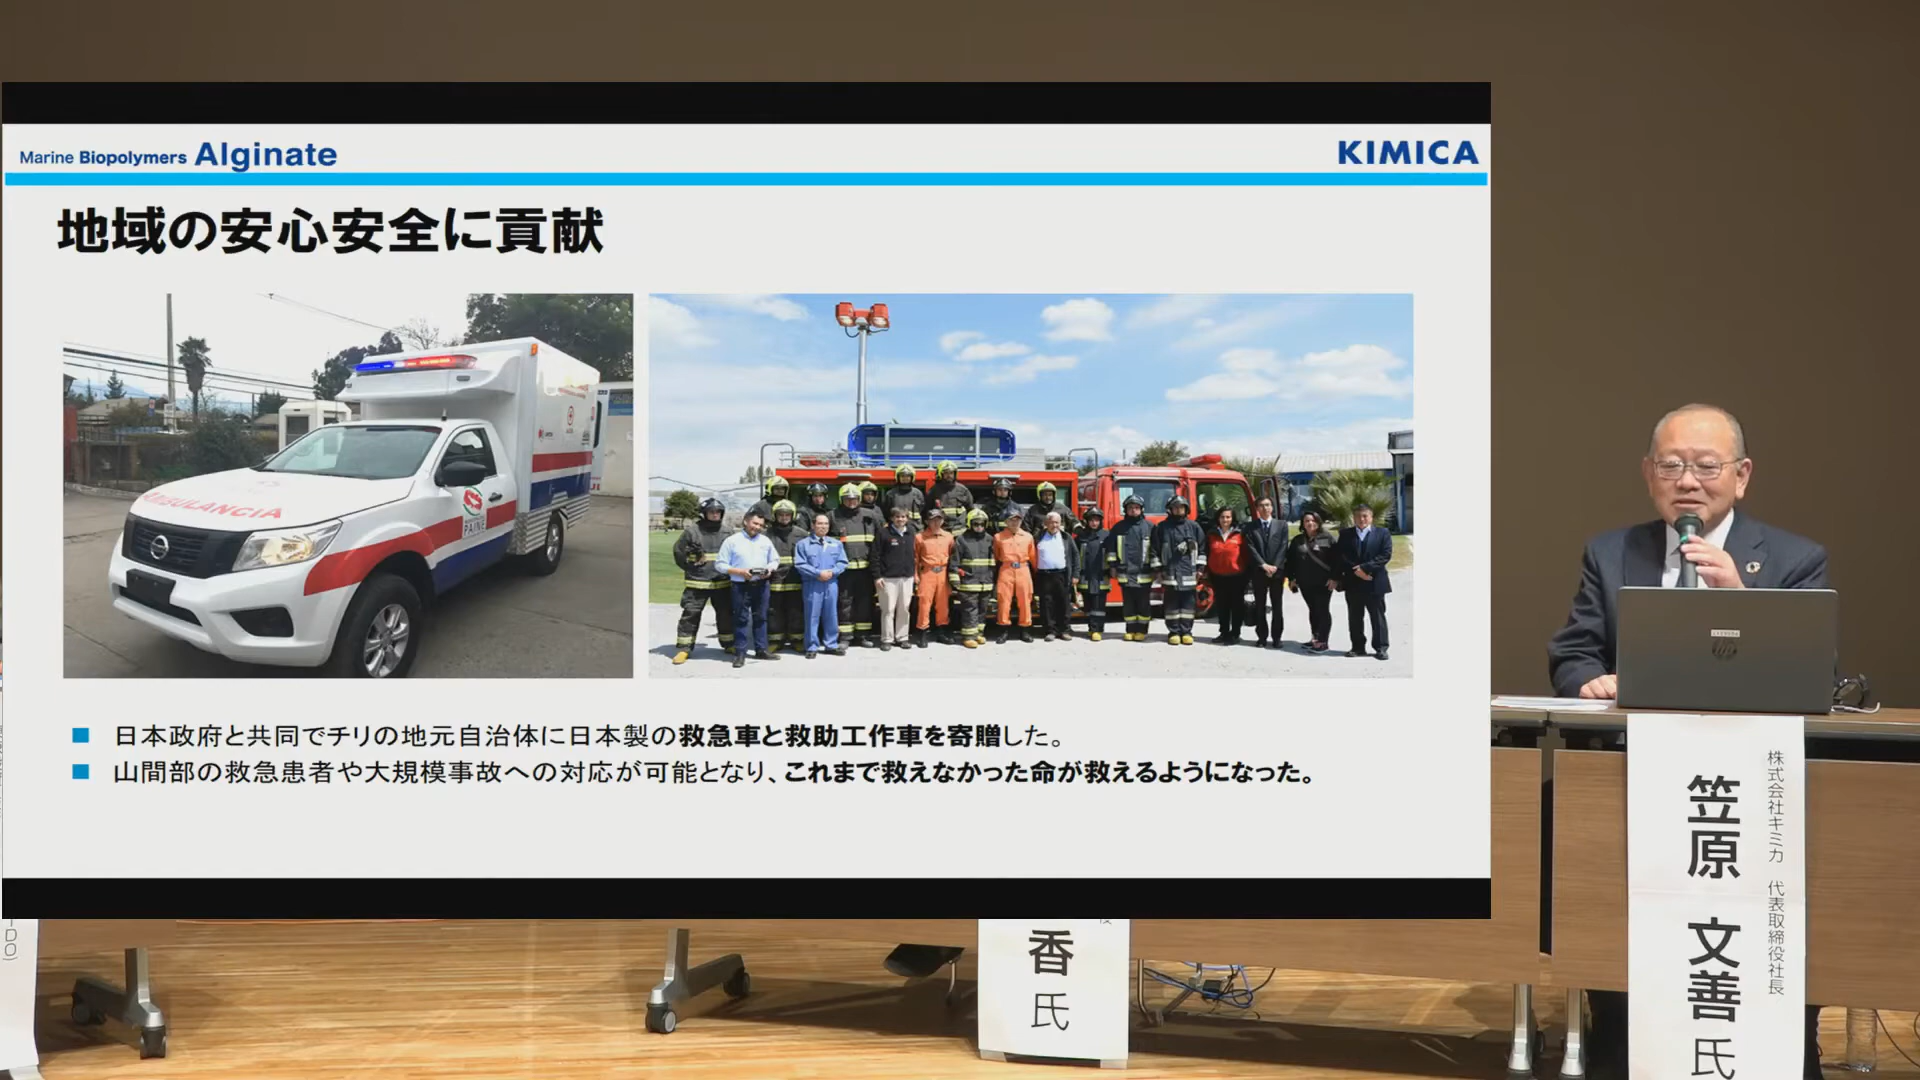 Marine Biopolymers Alginate
KIMICA
地域の安心安全に貢献
AMBULANCIA
PAINE
日本政府と共同でチリの地元自治体に日本製の救急車と救助工作車を寄贈した。
山間部の救急患者や大規模事故への対応が可能となり、これまで救えなかった命が救えるようになった。
株式会社キミカ 代表取締役社長
笠原 文善 氏
香 氏
DO)
hp